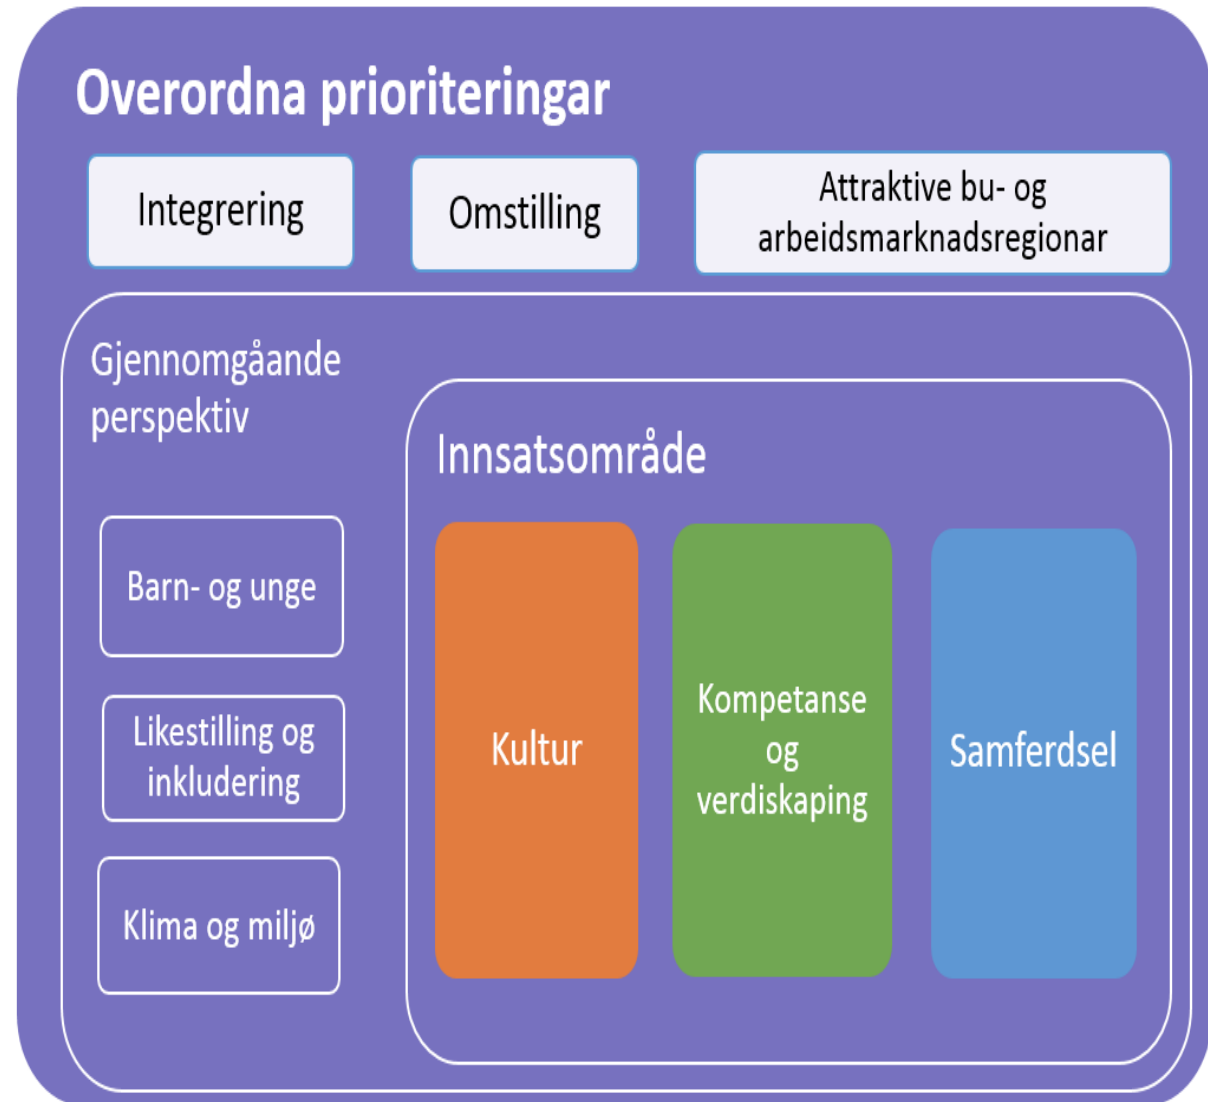 Overordna prioriteringar
Integrering
Omstilling
Attraktive bu- og
arbeidsmarknadsregionar
Gjennomgåande
perspektiv
Barn- og unge
Likestilling og
inkludering
Klima og miljø
Innsatsområde
Kultur
Kompetanse
og
verdiskaping
Samferdsel